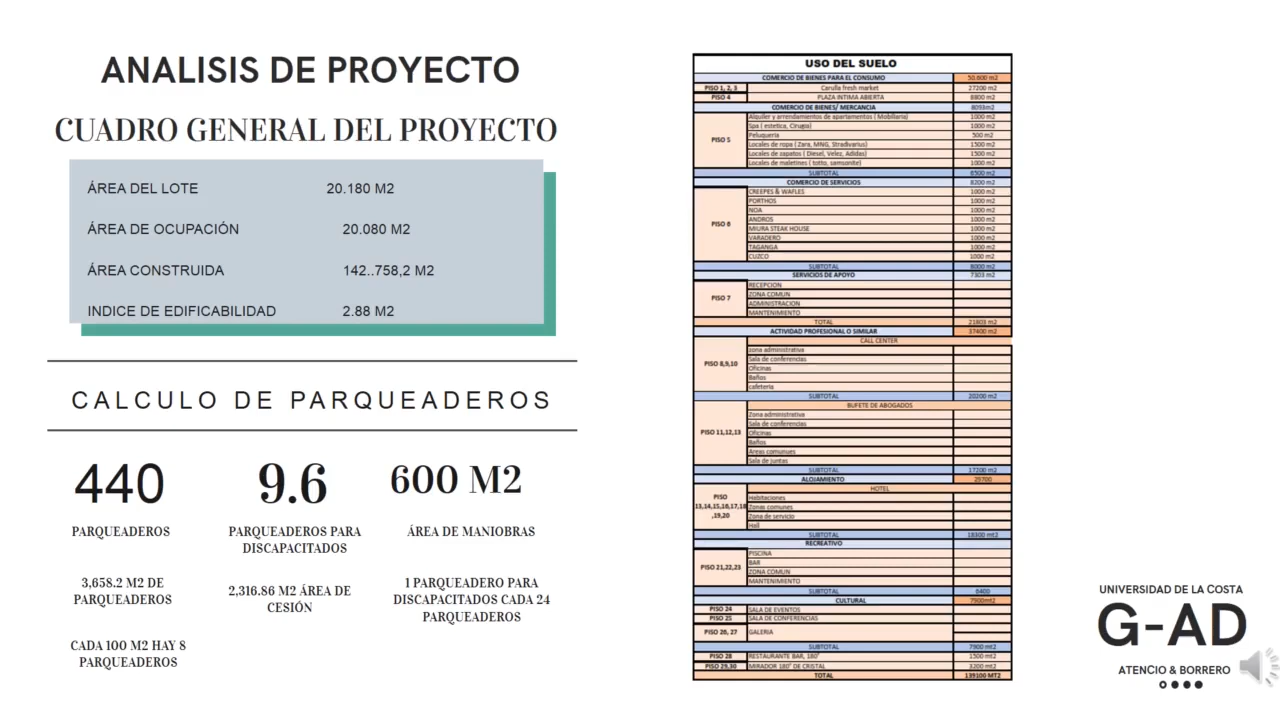 ANALISIS DE PROYECTO
CUADRO GENERAL DEL PROYECTO
ÁREA DEL LOTE 20.180 M2
ÁREA DE OCUPACIÓN 20.080 M2
ÁREA CONSTRUIDA 142..758,2 M2
INDICE DE EDIFICABILIDAD 2.88 M2
CALCULO DE PARQUEADEROS
440
PARQUEADEROS
3,658.2 M2 DE
PARQUEADEROS
CADA 100 M2 HAY 8
PARQUEADEROS
9.6
PARQUEADEROS PARA
DISCAPACITADOS
2,316.86 M2 ÁREA DE
CESIÓN
600 M2
ÁREA DE MANIOBRAS
1 PARQUEADERO PARA
DISCAPACITADOS CADA 24
PARQUEADEROS
USO DEL SUELO
COMERCIO DE BIENES PARA EL CONSUMO 50,600 m2
PISO 1, 2, 3 Carulla fresh market 27200 m2
PISO 4 PLAZA INTIMA ABIERTA 8800 m2
COMERCIO DE BIENES/ MERCANCIA 8093m2
PISO 5
Alquiler y arrendamientos de apartamentos ( Mobiliaria) 1000 m2
Spa ( estetica, Cirugia) 1000 m2
Peluqueria 500 m2
Locales de ropa ( Zara, MNG, Stradivarius) 1500 m2
Locales de zapatos ( Diesel, Velez, Adidas) 1500 m2
Locales de maletines ( totto, samsonite) 1000 m2
SUBTOTAL 6500 m2
COMERCIO DE SERVICIOS 8200 m2
PISO 6
CREEPES & WAFLES 1000 m2
PORTHOS 1000 m2
NOA 1000 m2
ANDROS 1000 m2
MIURA STEAK HOUSE 1000 m2
VARADERO 1000 m2
TAGANGA 1000 m2
CUZCO 1000 m2
SUBTOTAL 8000 m2
SERVICIOS DE APOYO 7303 m2
PISO 7
RECEPCION
ZONA COMUN
ADMINISTRACION
MANTENIMIENTO
TOTAL 21803 m2
ACTIVIDAD PROFESIONAL O SIMILAR 37400 m2
CALL CENTER
PISO 8,9,10
zona administrativa
Sala de conferencias
Oficinas
Baños
cafeteria
SUBTOTAL 20200 m2
BUFETE DE ABOGADOS
PISO 11,12,13
Zona administrativa
Sala de conferencias
Oficinas
Baños
Areas comunues
Sala de juntas
SUBTOTAL 17200 m2
ALOJAMIENTO 29700
HOTEL
PISO
13,14,15,16,17,18
,19,20
Habitaciones
Zonas comunes
Zona de servicio
Hall
SUBTOTAL 18300 mt2
RECREATIVO
PISO 21,22,23
PISCINA
BAR
ZONA COMUN
MANTENIMIENTO
SUBTOTAL 6400
CULTURAL 7900mt2
PISO 24 SALA DE EVENTOS
PISO 25 SALA DE CONFERENCIAS
PISO 26, 27 GALERIA
SUBTOTAL 7900 mt2
PISO 28 RESTAURANTE BAR, 180° 1500 mt2
PISO 29,30 MIRADOR 180° DE CRISTAL 3200 mt2
TOTAL 139100 MT2
UNIVERSIDAD DE LA COSTA
G-AD
ATENCIO & BORRERO